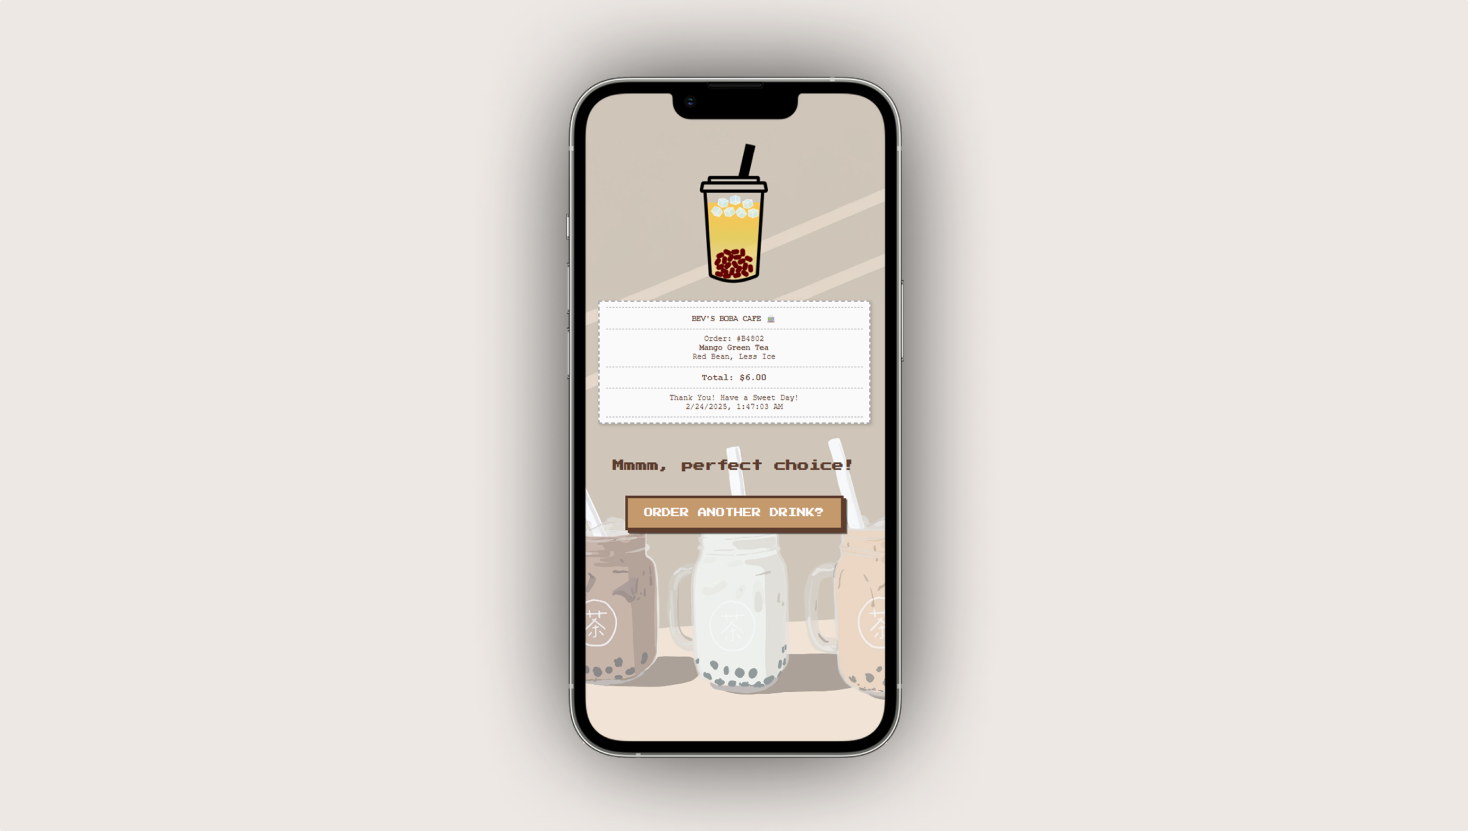 BEV'S BOBA CAFE
Order: #B4802
Mango Green Tea
Red Bean, Less Ice
Total: $6.00
Thank You! Have a Sweet Day!
2/24/2025, 1:47:03 AM
Mmmm, perfect choice!
ORDER ANOTHER DRINK?
茶
茶
茶